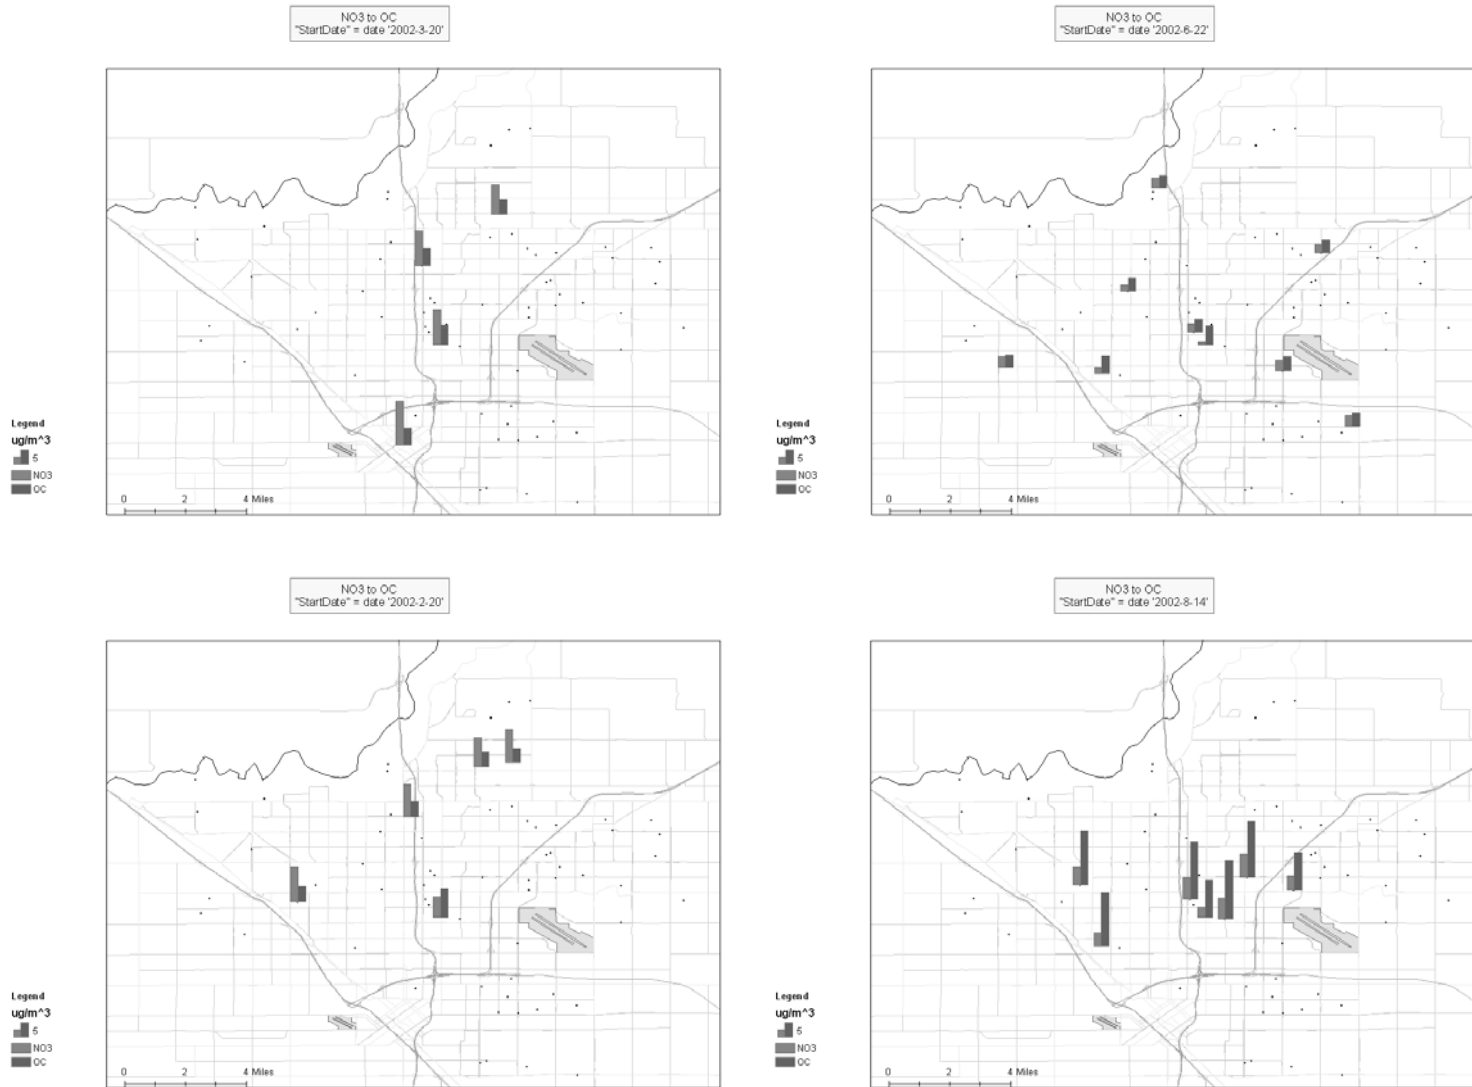 NO3 to OC
"StartDate" = date '2002-3-20'
Legend
ug/m^3
5
NO3
OC
0 2 4 Miles
NO3 to OC
"StartDate" = date '2002-6-22'
Legend
ug/m^3
5
NO3
OC
0 2 4 Miles
NO3 to OC
"StartDate" = date '2002-2-20'
Legend
ug/m^3
5
NO3
OC
0 2 4 Miles
NO3 to OC
"StartDate" = date '2002-8-14'
Legend
ug/m^3
5
NO3
OC
0 2 4 Miles